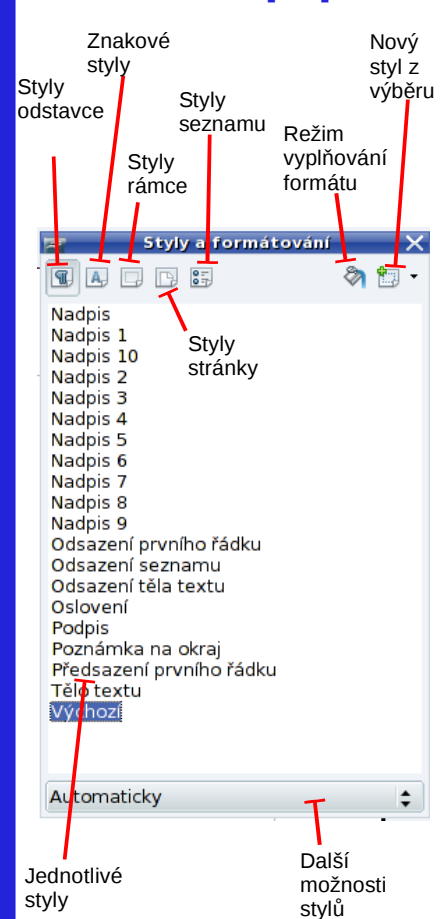 Znakové
styly
Nový
styl z
výběru
Styly
odstavce
Styly
seznamu
Režim
vyplňování
formátu
Styly
rámce
Styly a formátování
Styly
stránky
Nadpis
Nadpis 1
Nadpis 10
Nadpis 2
Nadpis 3
Nadpis 4
Nadpis 5
Nadpis 6
Nadpis 7
Nadpis 8
Nadpis 9
Odsazení prvního řádku
Odsazení seznamu
Odsazení těla textu
Oslovení
Podpis
Poznámka na okraj
Předsazení prvního řádku
Tělo textu
Výchozí
Automaticky
Jednotlivé
styly
Další
možnosti
stylů